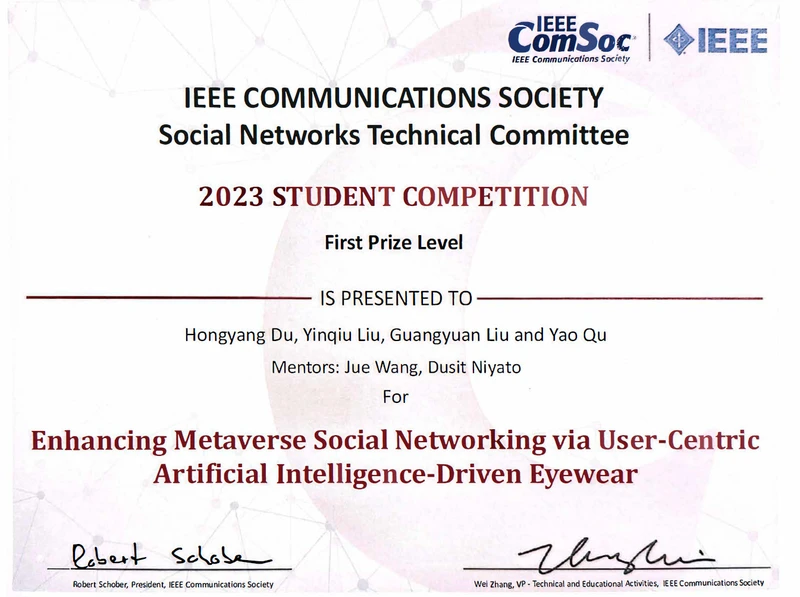 IEEE
ComSoc
IEEE Communications Society
IEEE
IEEE COMMUNICATIONS SOCIETY
Social Networks Technical Committee
2023 STUDENT COMPETITION
First Prize Level
IS PRESENTED TO
Hongyang Du, Yinqiu Liu, Guangyuan Liu and Yao Qu
Mentors: Jue Wang, Dusit Niyato
For
Enhancing Metaverse Social Networking via User-Centric
Artificial Intelligence-Driven Eyewear
Robert Schober
Robert Schober, President, IEEE Communications Society
Wei Zhang, VP - Technical and Educational Activities, IEEE Communications Society